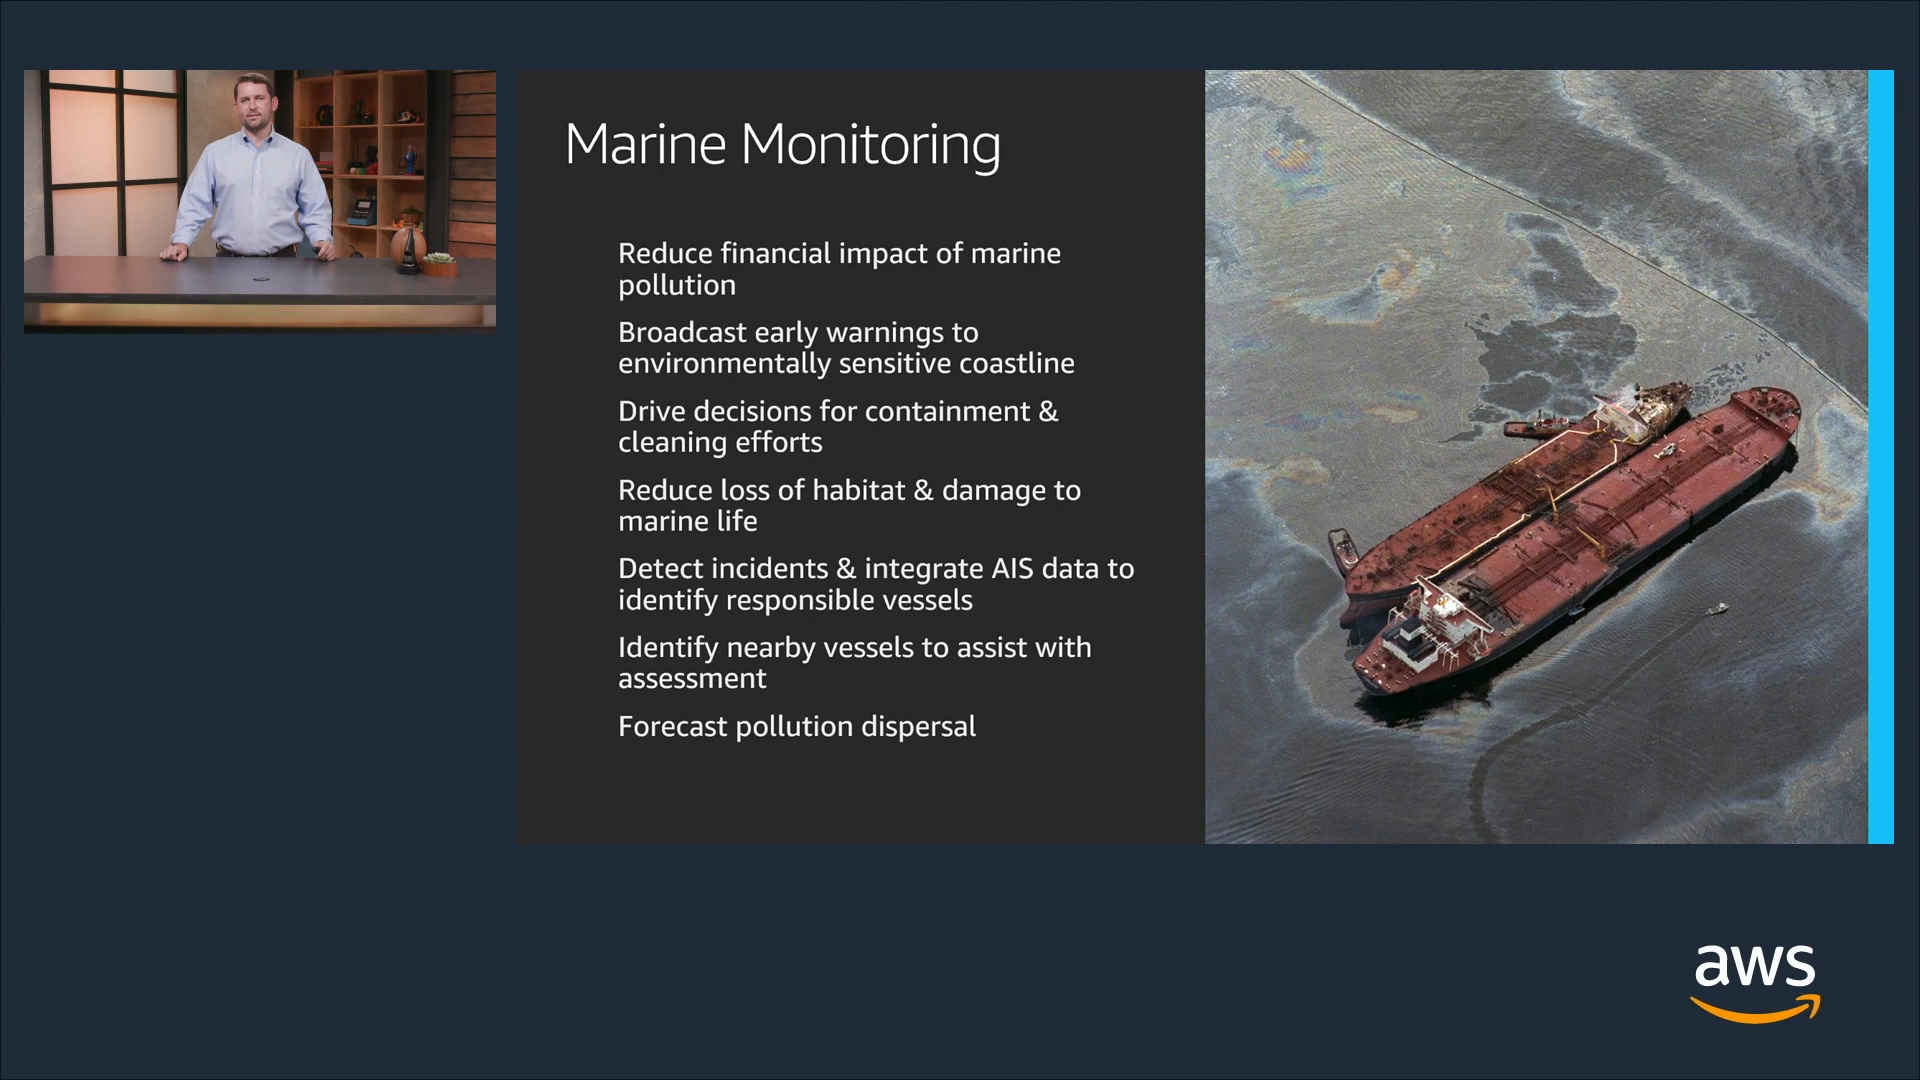 Marine Monitoring
Reduce financial impact of marine
pollution
Broadcast early warnings to
environmentally sensitive coastline
Drive decisions for containment &
cleaning efforts
Reduce loss of habitat & damage to
marine life
Detect incidents & integrate AIS data to
identify responsible vessels
Identify nearby vessels to assist with
assessment
Forecast pollution dispersal
aws